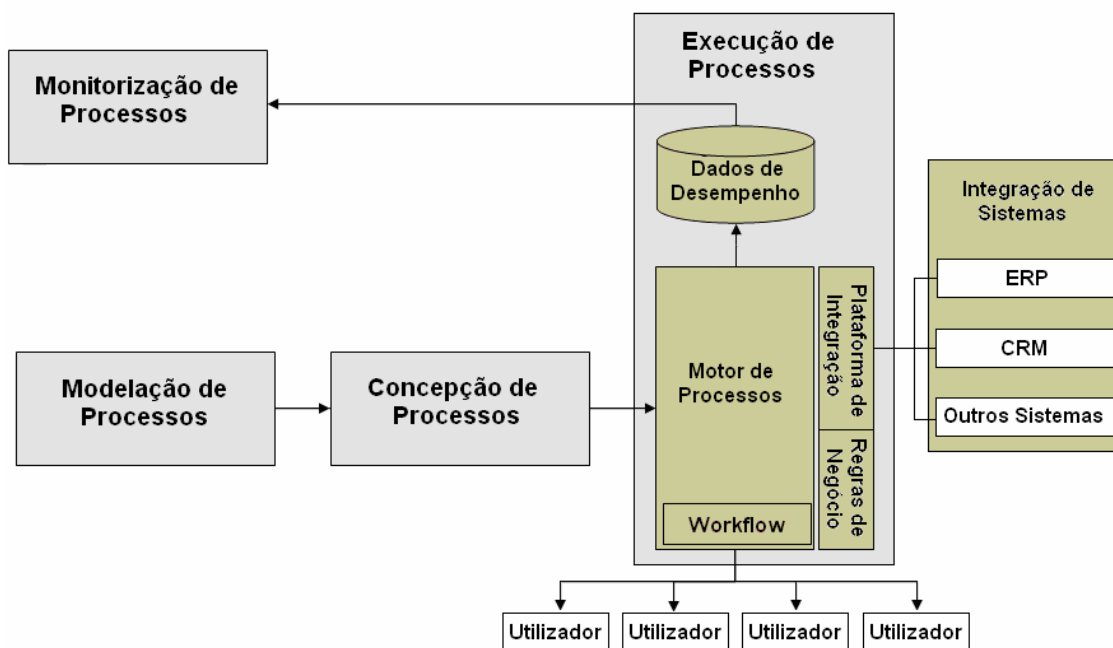 Execução de
Processos
Monitorização de
Processos
Dados de
Desempenho
Integração de
Sistemas
ERP
CRM
Outros Sistemas
Plataforma de
Integração
Regras de
Negócio
Motor de
Processos
Workflow
Modelação de
Processos
Concepção de
Processos
Utilizador
Utilizador
Utilizador
Utilizador